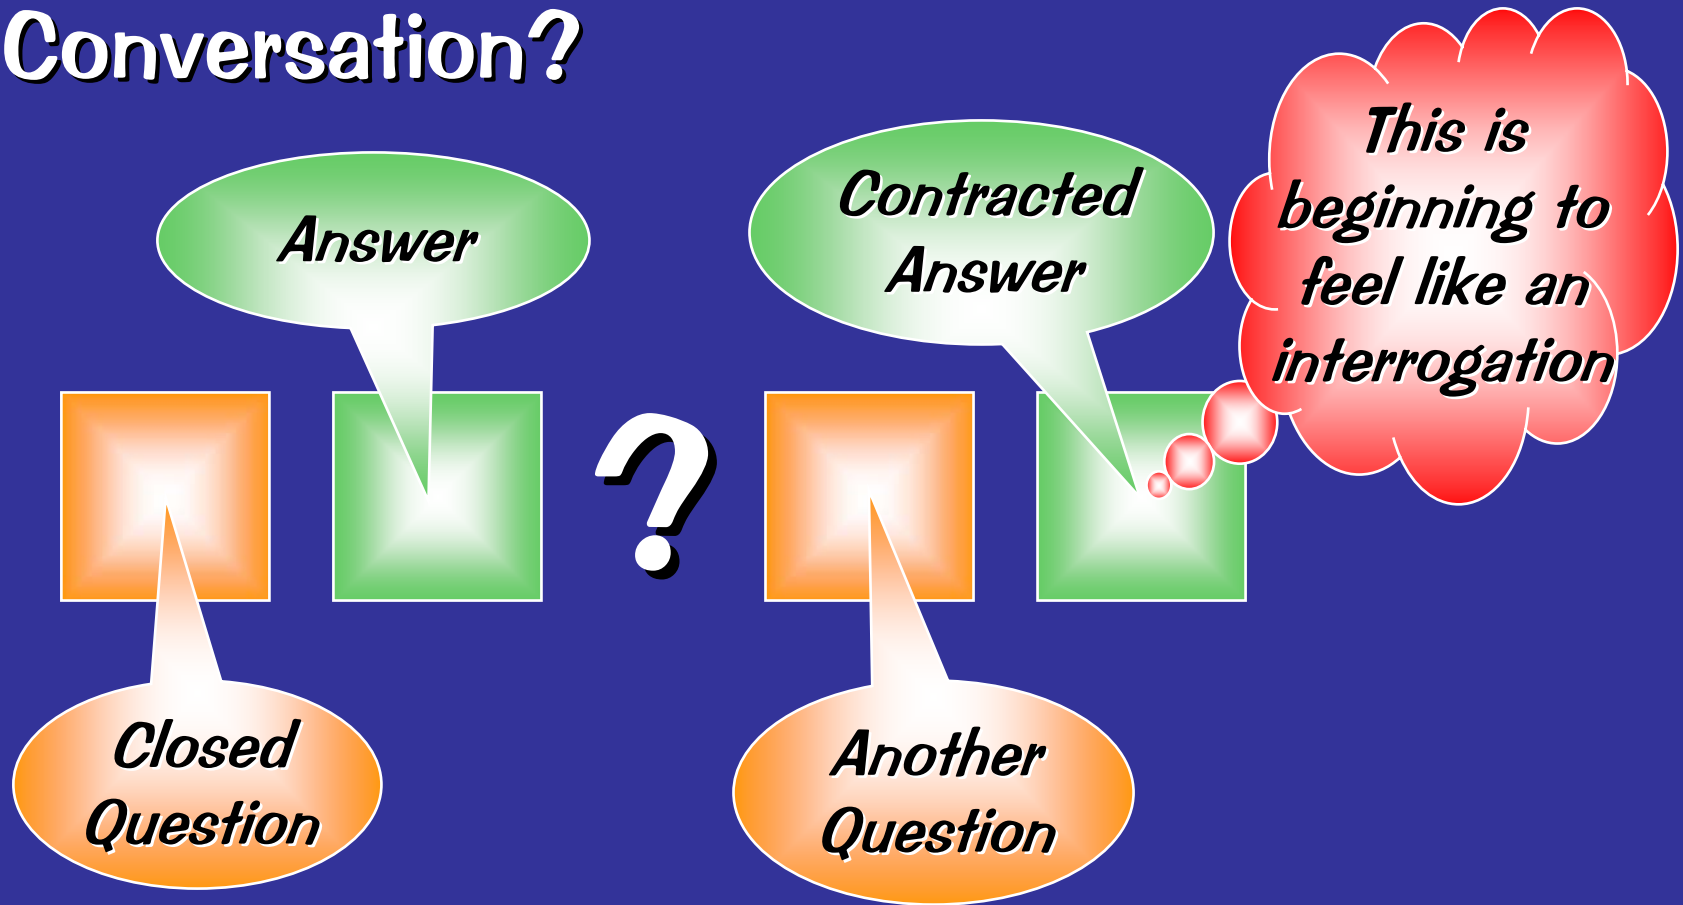 Conversation?
Answer
Contracted
Answer
This is
beginning to
feel like an
interrogation
?
Closed
Question
Another
Question